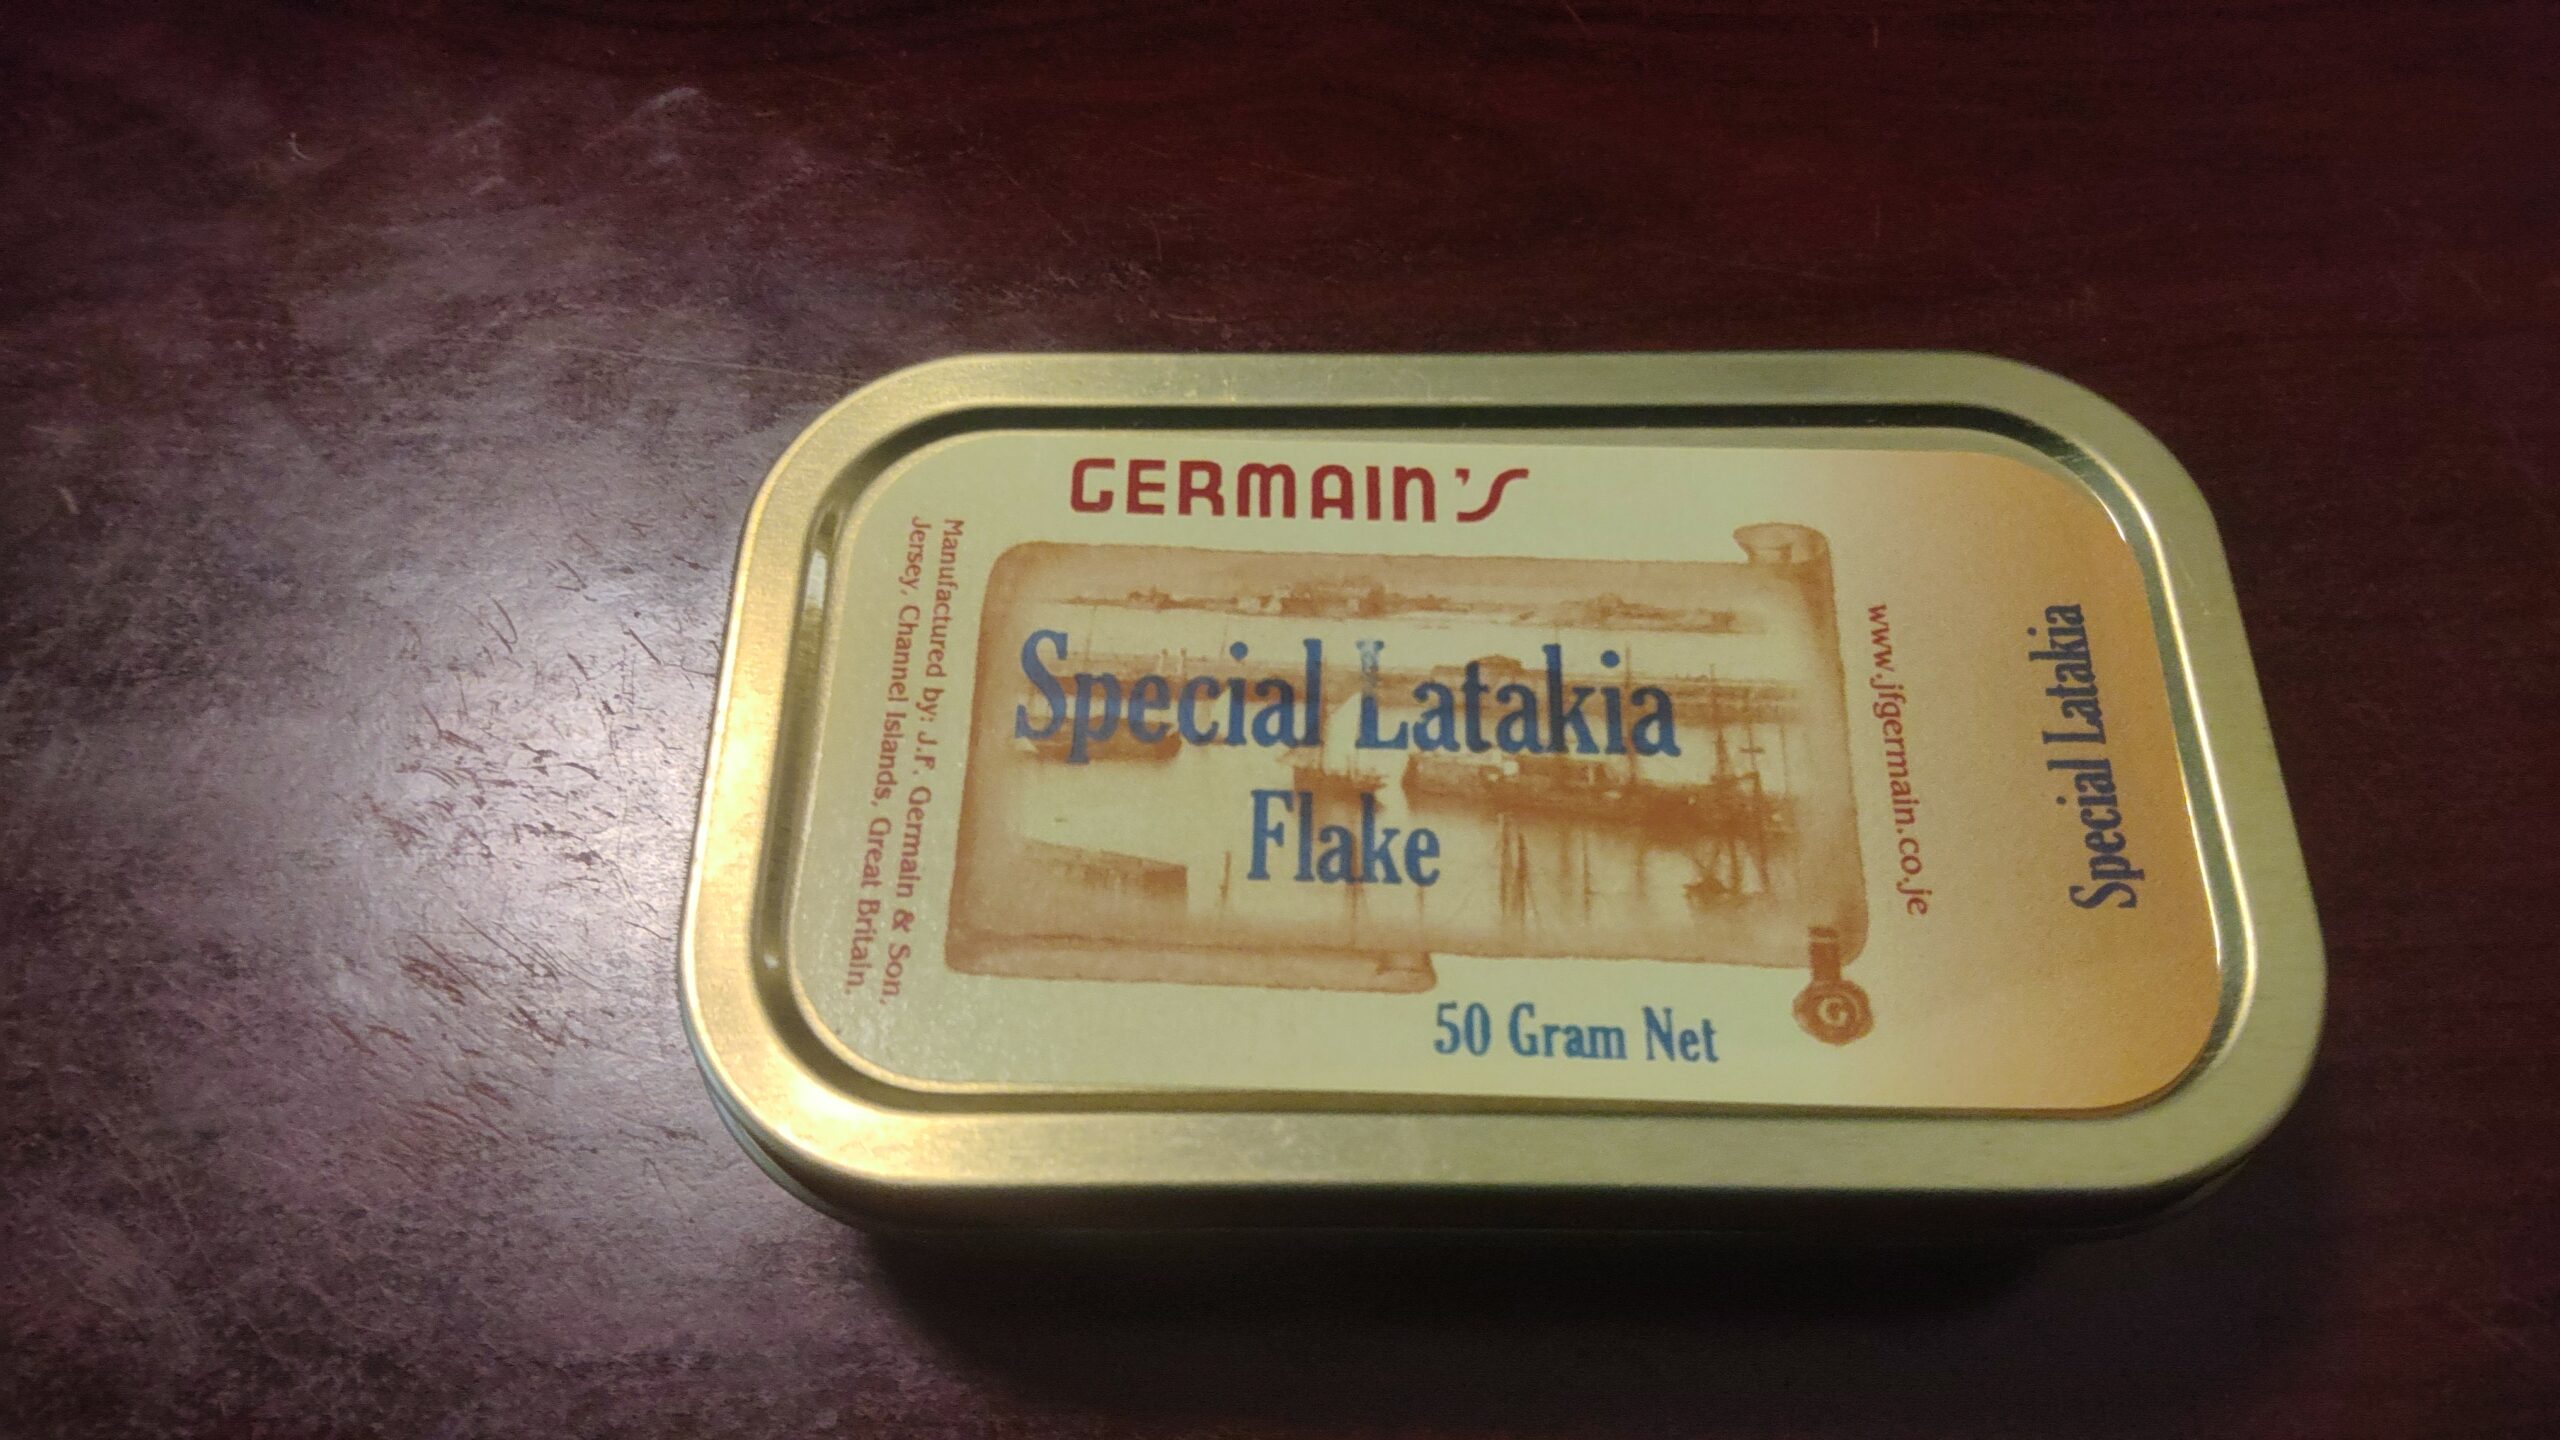 GERMAIN'S
Special Latakia
Flake
50 Gram Net
Manufactured by: J.F. Germain & Son.
Jersey, Channel Islands, Great Britain.
www.jfgermain.co.je
Special Latakia
G